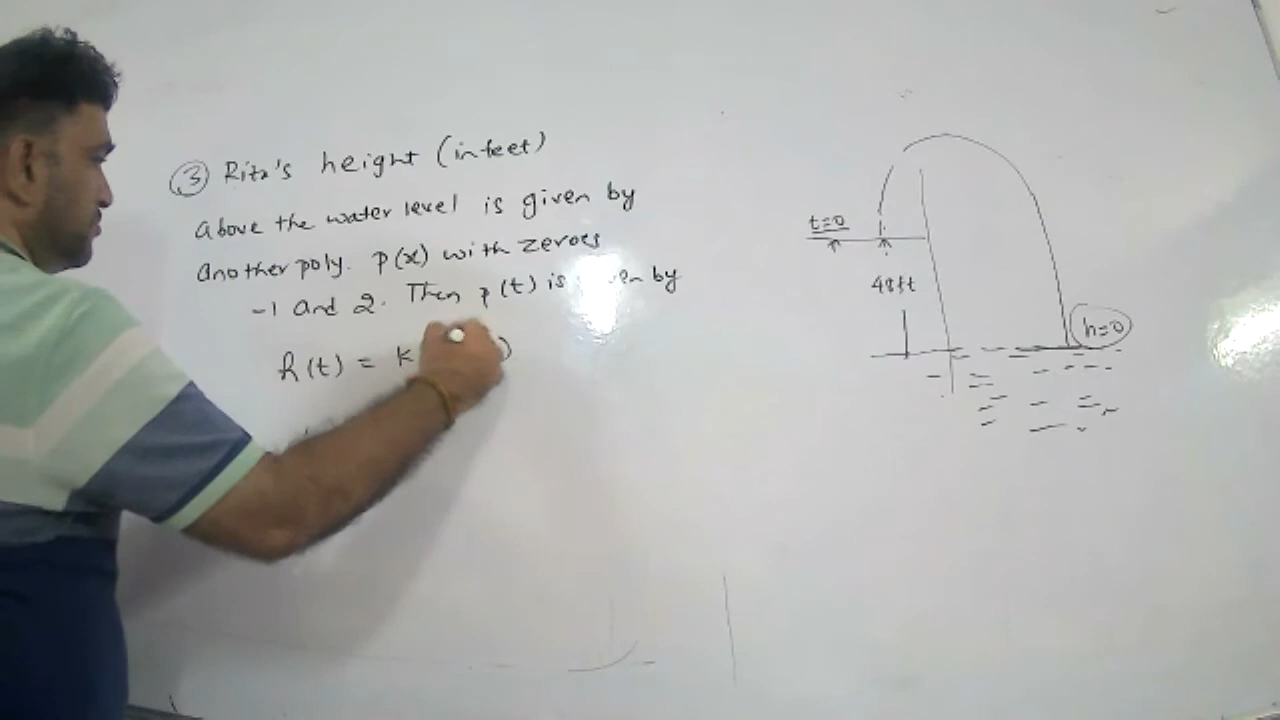 3 Rita's height (in feet)
above the water level is given by
another poly. p(x) with zeroes
-1 and 2. Then p(t) is by
h(t) = k )
t=0
48ft
h=0